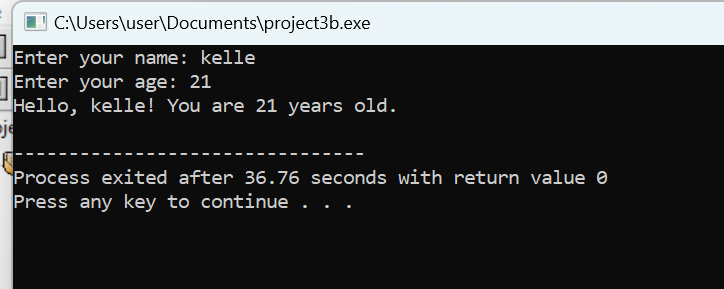 C:\Users\user\Documents\project3b.exe
Enter your name: kelle
Enter your age: 21
Hello, kelle! You are 21 years old.
--------------------------------
Process exited after 36.76 seconds with return value 0
Press any key to continue . . .